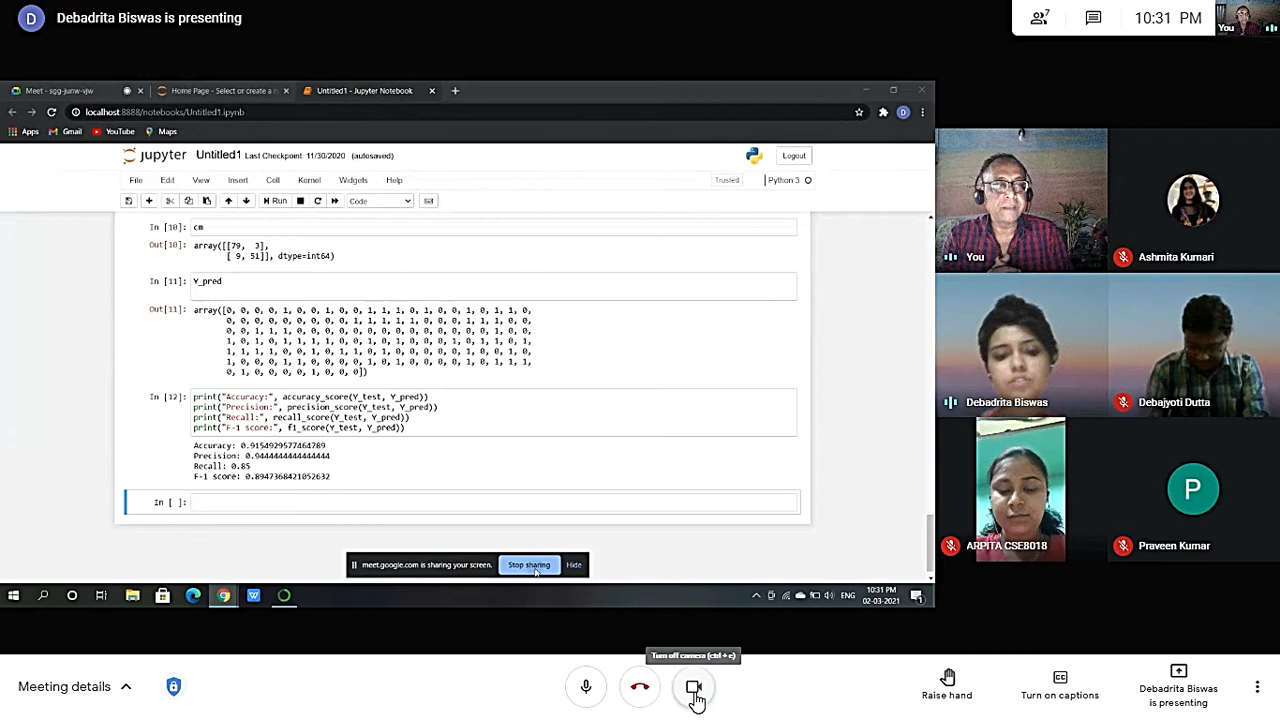 D Debadrita Biswas is presenting
7
10:31 PM
You
Meet - sgg-junw-vjw
Home Page - Select or create a n
Untitled1 - Jupyter Notebook
localhost:8888/notebooks/Untitled1.ipynb
D
Apps Gmail YouTube Maps
jupyter Untitled1 Last Checkpoint: 11/30/2020 (autosaved)
Logout
File Edit View Insert Cell Kernel Widgets Help
Trusted Python 3
Run Code
In [10] cm
Out[10] array([[79, 3],
[ 9, 51]], dtype=int64)
In [11] Y_pred
Out[11] array([0, 0, 0, 0, 1, 0, 0, 1, 0, 0, 1, 1, 1, 0, 1, 0, 0, 1, 0, 1, 1, 0,
In [12] print("Accuracy:", accuracy_score(Y_test, Y_pred))
print("Precision:", precision_score(Y_test, Y_pred))
print("Recall:", recall_score(Y_test, Y_pred))
print("F-1 score:", f1_score(Y_test, Y_pred))
Accuracy: 0.9154929577464789
Precision: 0.9444444444444444
Recall: 0.85
F-1 score: 0.8947368421052632
In [ ]:
meet.google.com is sharing your screen. Stop sharing Hide
ENG
10:31 PM
02-03-2021
You
Ashmita Kumari
Debadrita Biswas
Debajyoti Dutta
ARPITA CSE8018
P
Praveen Kumar
Turn off camera (ctrl + e)
Meeting details
Raise hand
Turn on captions
Debadrita Biswas
is presenting